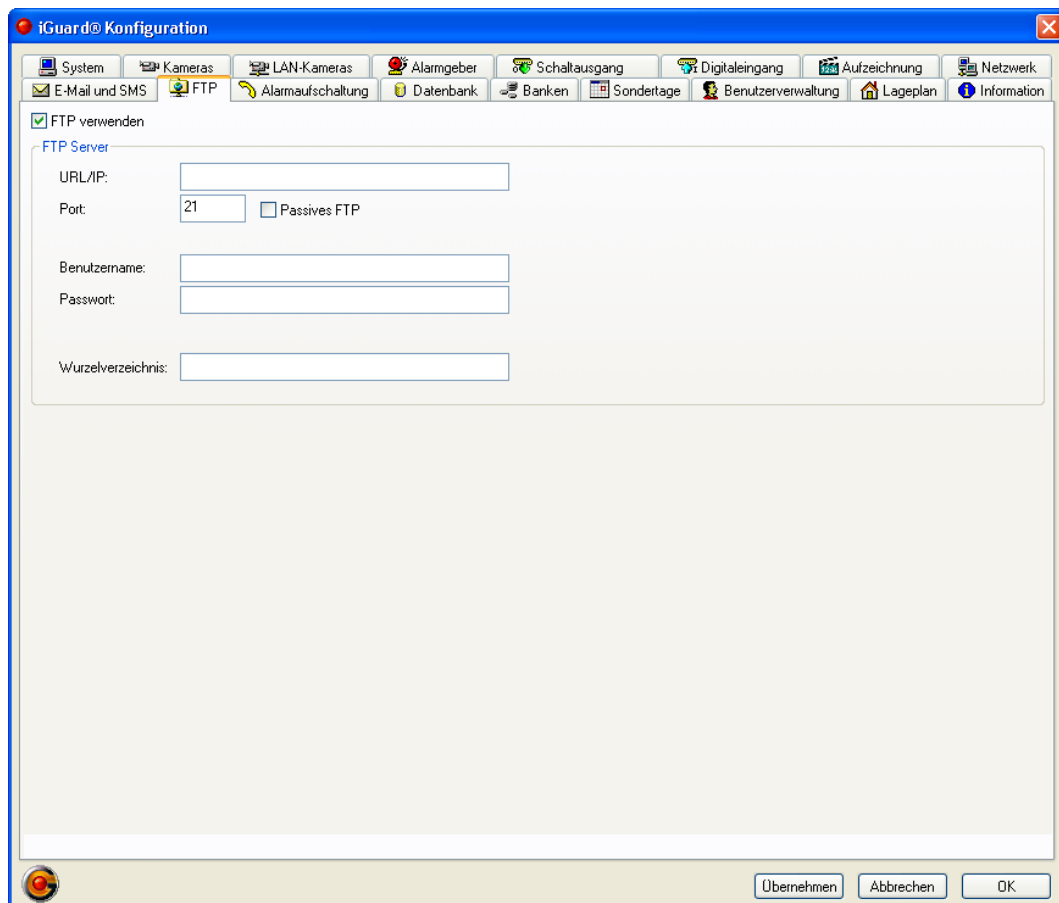 iGuard® Konfiguration
System Kameras LAN-Kameras Alarmgeber Schaltausgang Digitaleingang Aufzeichnung Netzwerk
E-Mail und SMS FTP Alarmaufschaltung Datenbank Banken Sondertage Benutzerverwaltung Lageplan Information
FTP verwenden
FTP Server
URL/IP:
Port: 21 Passives FTP
Benutzername:
Passwort:
Wurzelverzeichnis:
Übernehmen Abbrechen OK